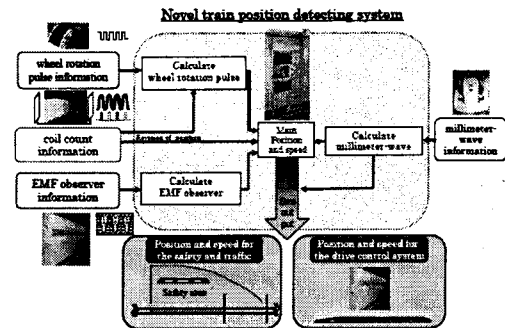 Novel train position detecting system
wheel rotation
pulse information
Calculate
wheel rotation pulse
coil count
information
Main
Position
and speed
Calculate
millimeter-wave
millimeter-
wave
information
EMF observer
information
Calculate
EMF observer
out
put
Position and speed for
the safety and traffic
Safety zone
Position and speed for
the drive control system